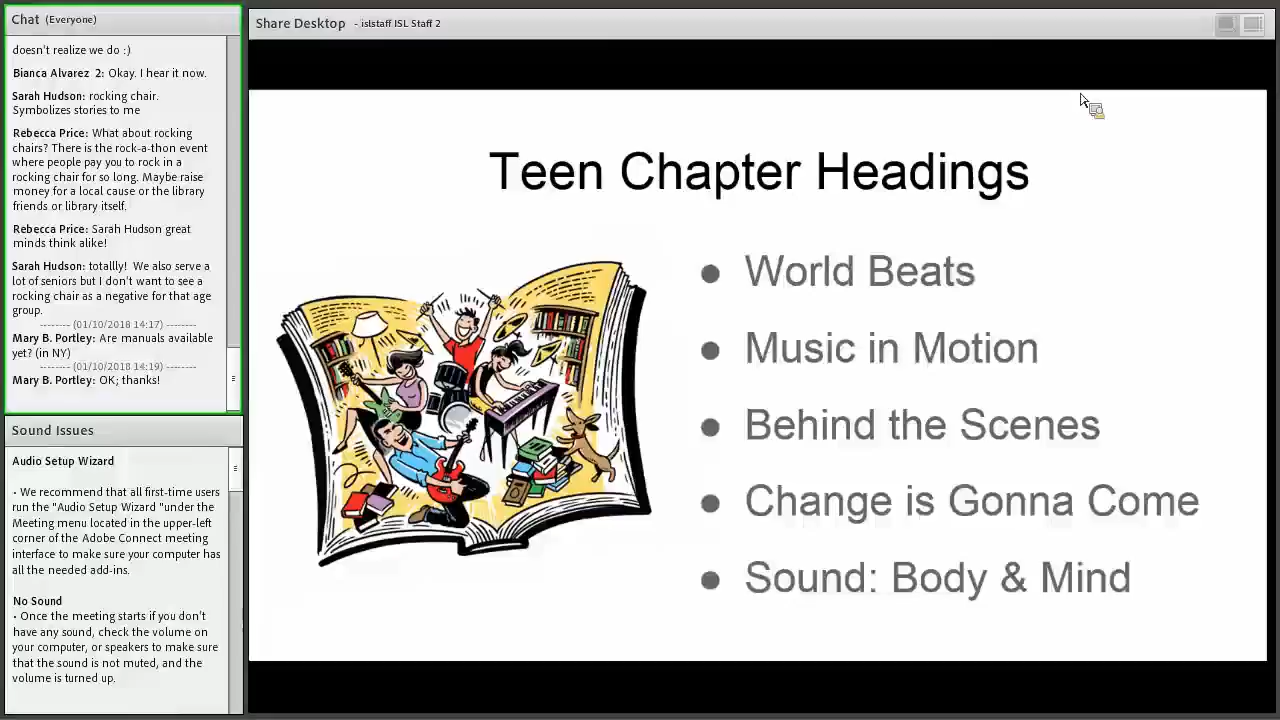 Chat (Everyone)
doesn't realize we do :)
Bianca Alvarez 2: Okay. I hear it now.
Sarah Hudson: rocking chair.
Symbolizes stories to me
Rebecca Price: What about rocking
chairs? There is the rock-a-thon event
where people pay you to rock in a
rocking chair for so long. Maybe raise
money for a local cause or the library
friends or library itself.
Rebecca Price: Sarah Hudson great
minds think alike!
Sarah Hudson: totallly! We also serve a
lot of seniors but I don't want to see a
rocking chair as a negative for that age
group.
-------- (01/10/2018 14:17) --------
Mary B. Portley: Are manuals available
yet? (in NY)
-------- (01/10/2018 14:19) --------
Mary B. Portley: OK; thanks!
Sound Issues
Audio Setup Wizard
• We recommend that all first-time users
run the "Audio Setup Wizard "under the
Meeting menu located in the upper-left
corner of the Adobe Connect meeting
interface to make sure your computer has
all the needed add-ins.
No Sound
• Once the meeting starts if you don't
have any sound, check the volume on
your computer, or speakers to make sure
that the sound is not muted, and the
volume is turned up.
Share Desktop - islstaff ISL Staff 2
Teen Chapter Headings
● World Beats
● Music in Motion
● Behind the Scenes
● Change is Gonna Come
● Sound: Body & Mind